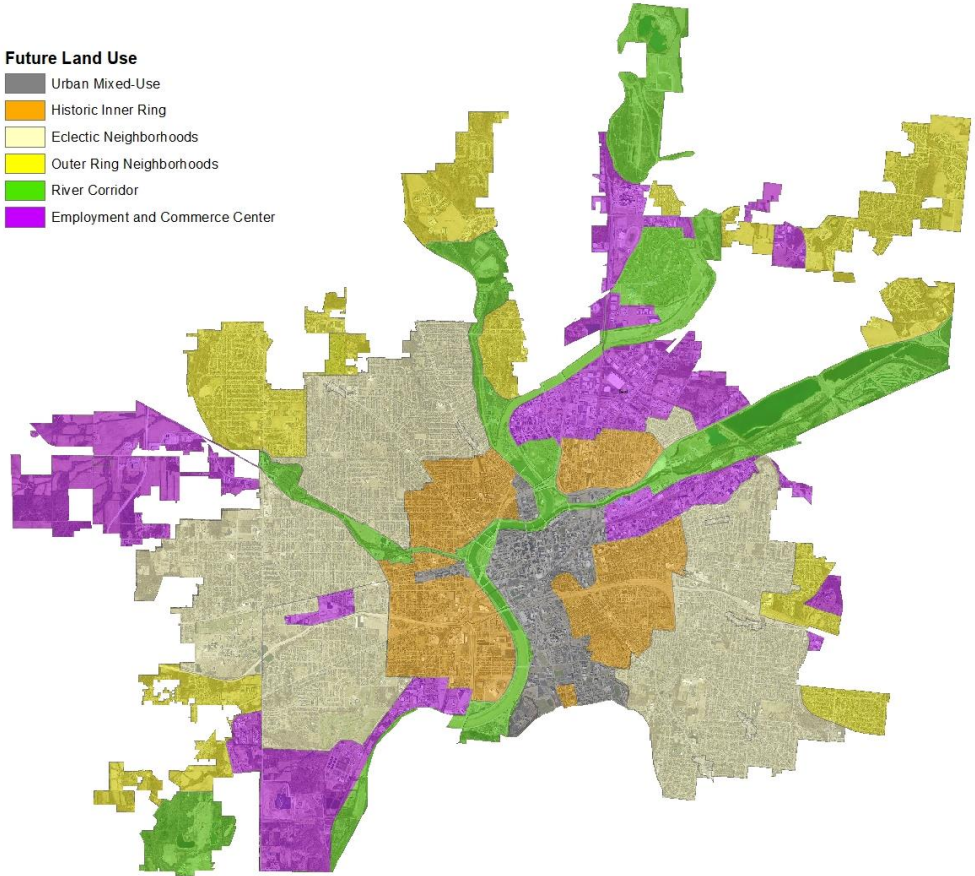 Future Land Use
Urban Mixed-Use
Historic Inner Ring
Eclectic Neighborhoods
Outer Ring Neighborhoods
River Corridor
Employment and Commerce Center